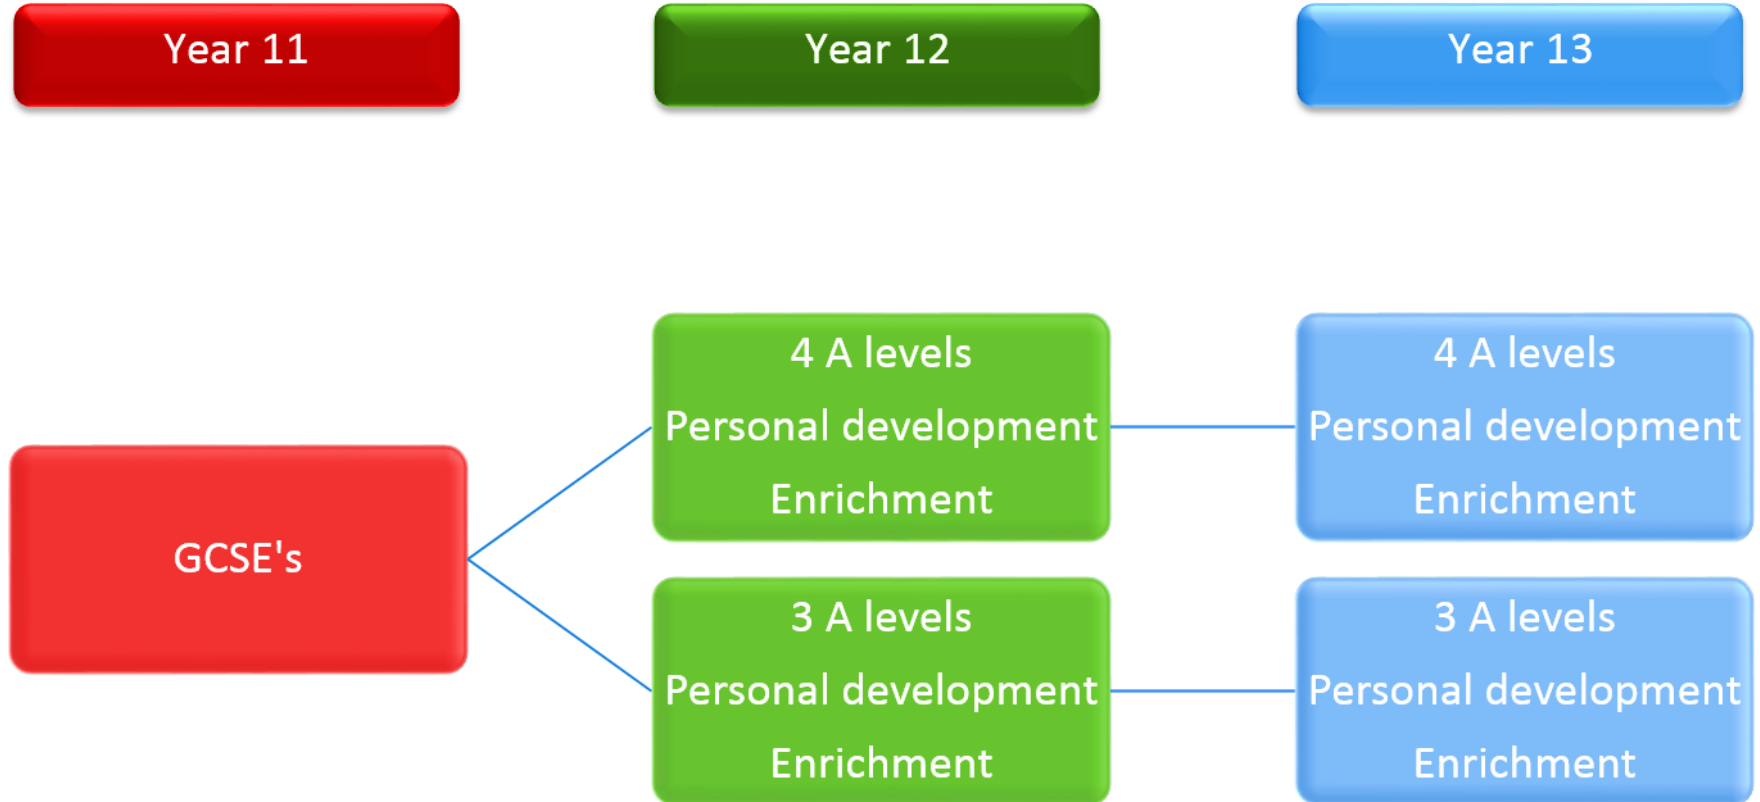 Year 11
Year 12
Year 13
GCSE's
4 A levels
Personal development
Enrichment
4 A levels
Personal development
Enrichment
3 A levels
Personal development
Enrichment
3 A levels
Personal development
Enrichment